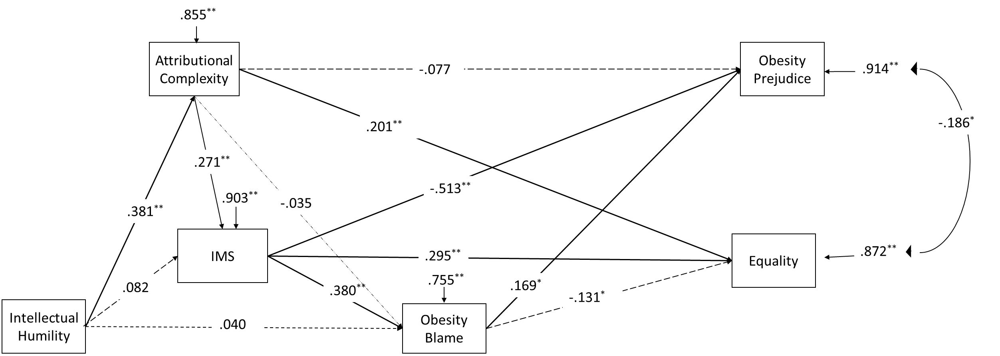 .855**
Attributional
Complexity
-.077
Obesity
Prejudice
.914**
.201**
-.186*
.271**
-.513**
.903**
-.035
.381**
IMS
.295**
Equality
.872**
.082
.380**
.755**
.169*
-.131*
Intellectual
Humility
.040
Obesity
Blame